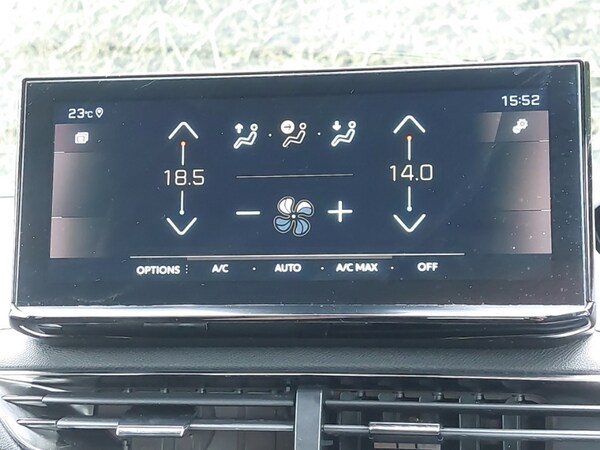 23°C 15:52
18.5 14.0
− +
OPTIONS A/C · AUTO · A/C MAX · OFF